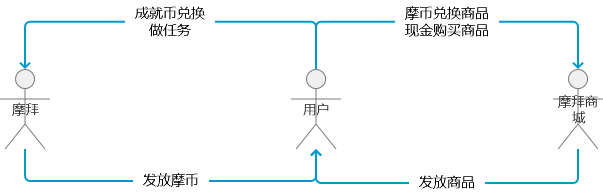 成就币兑换
做任务
摩币兑换商品
现金购买商品
摩拜
用户
摩拜商
城
发放摩币
发放商品